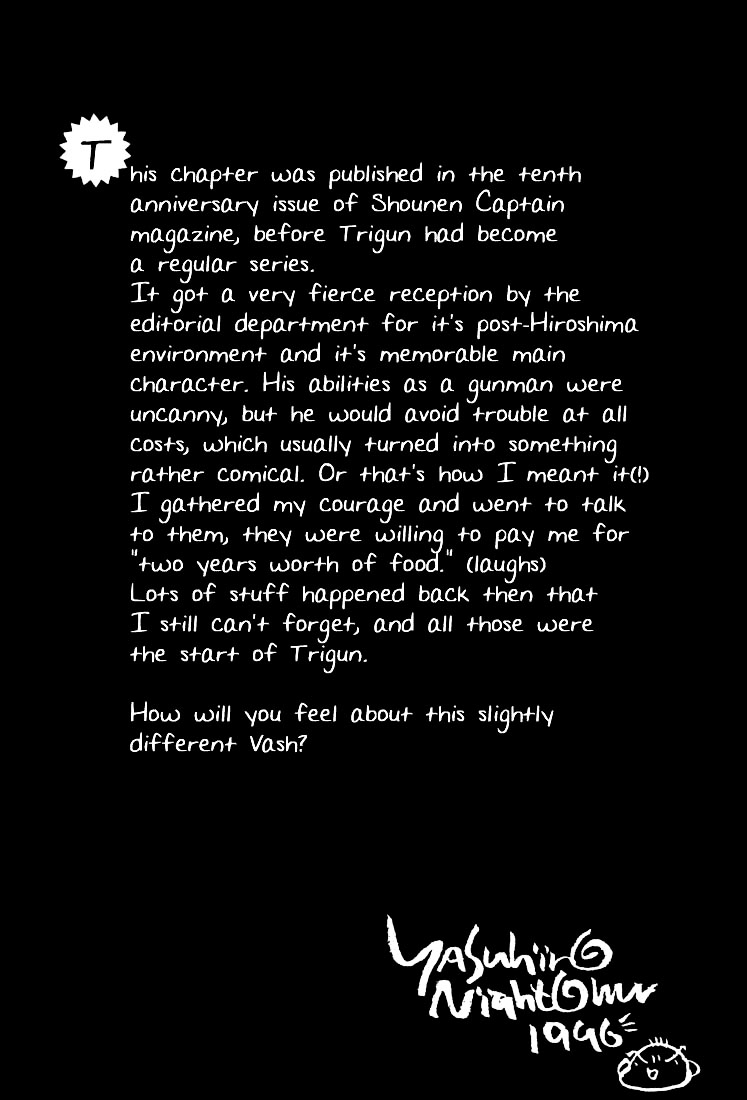 This chapter was published in the tenth
anniversary issue of Shounen Captain
magazine, before Trigun had become
a regular series.
It got a very fierce reception by the
editorial department for it's post-Hiroshima
environment and it's memorable main
character. His abilities as a gunman were
uncanny, but he would avoid trouble at all
costs, which usually turned into something
rather comical. Or that's how I meant it(!)
I gathered my courage and went to talk
to them, they were willing to pay me for
"two years worth of food." (laughs)
Lots of stuff happened back then that
I still can't forget, and all those were
the start of Trigun.
How will you feel about this slightly
different Vash?
Yasuhiro
NightOw
1996